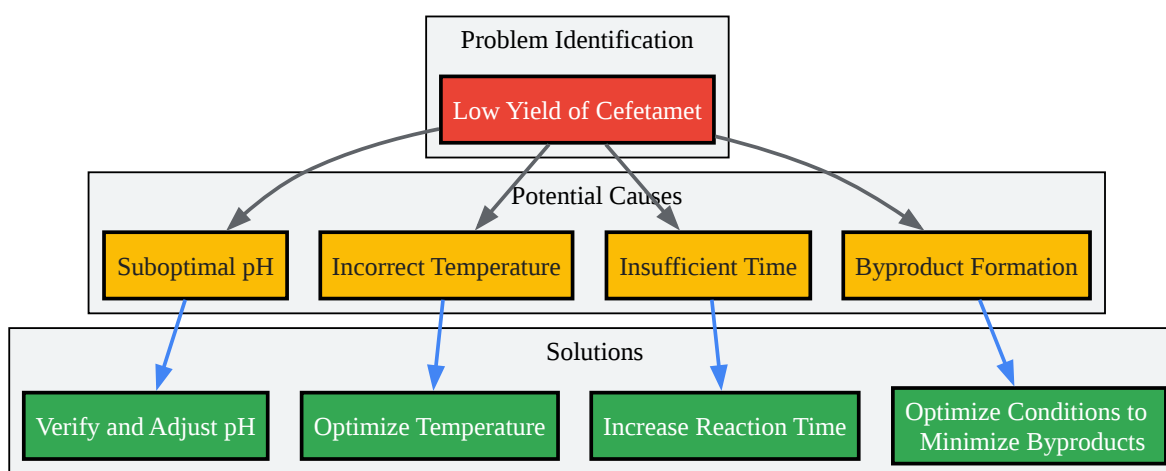 Problem Identification
Low Yield of Cefetamet
Potential Causes
Suboptimal pH
Incorrect Temperature
Insufficient Time
Byproduct Formation
Solutions
Verify and Adjust pH
Optimize Temperature
Increase Reaction Time
Optimize Conditions to
Minimize Byproducts